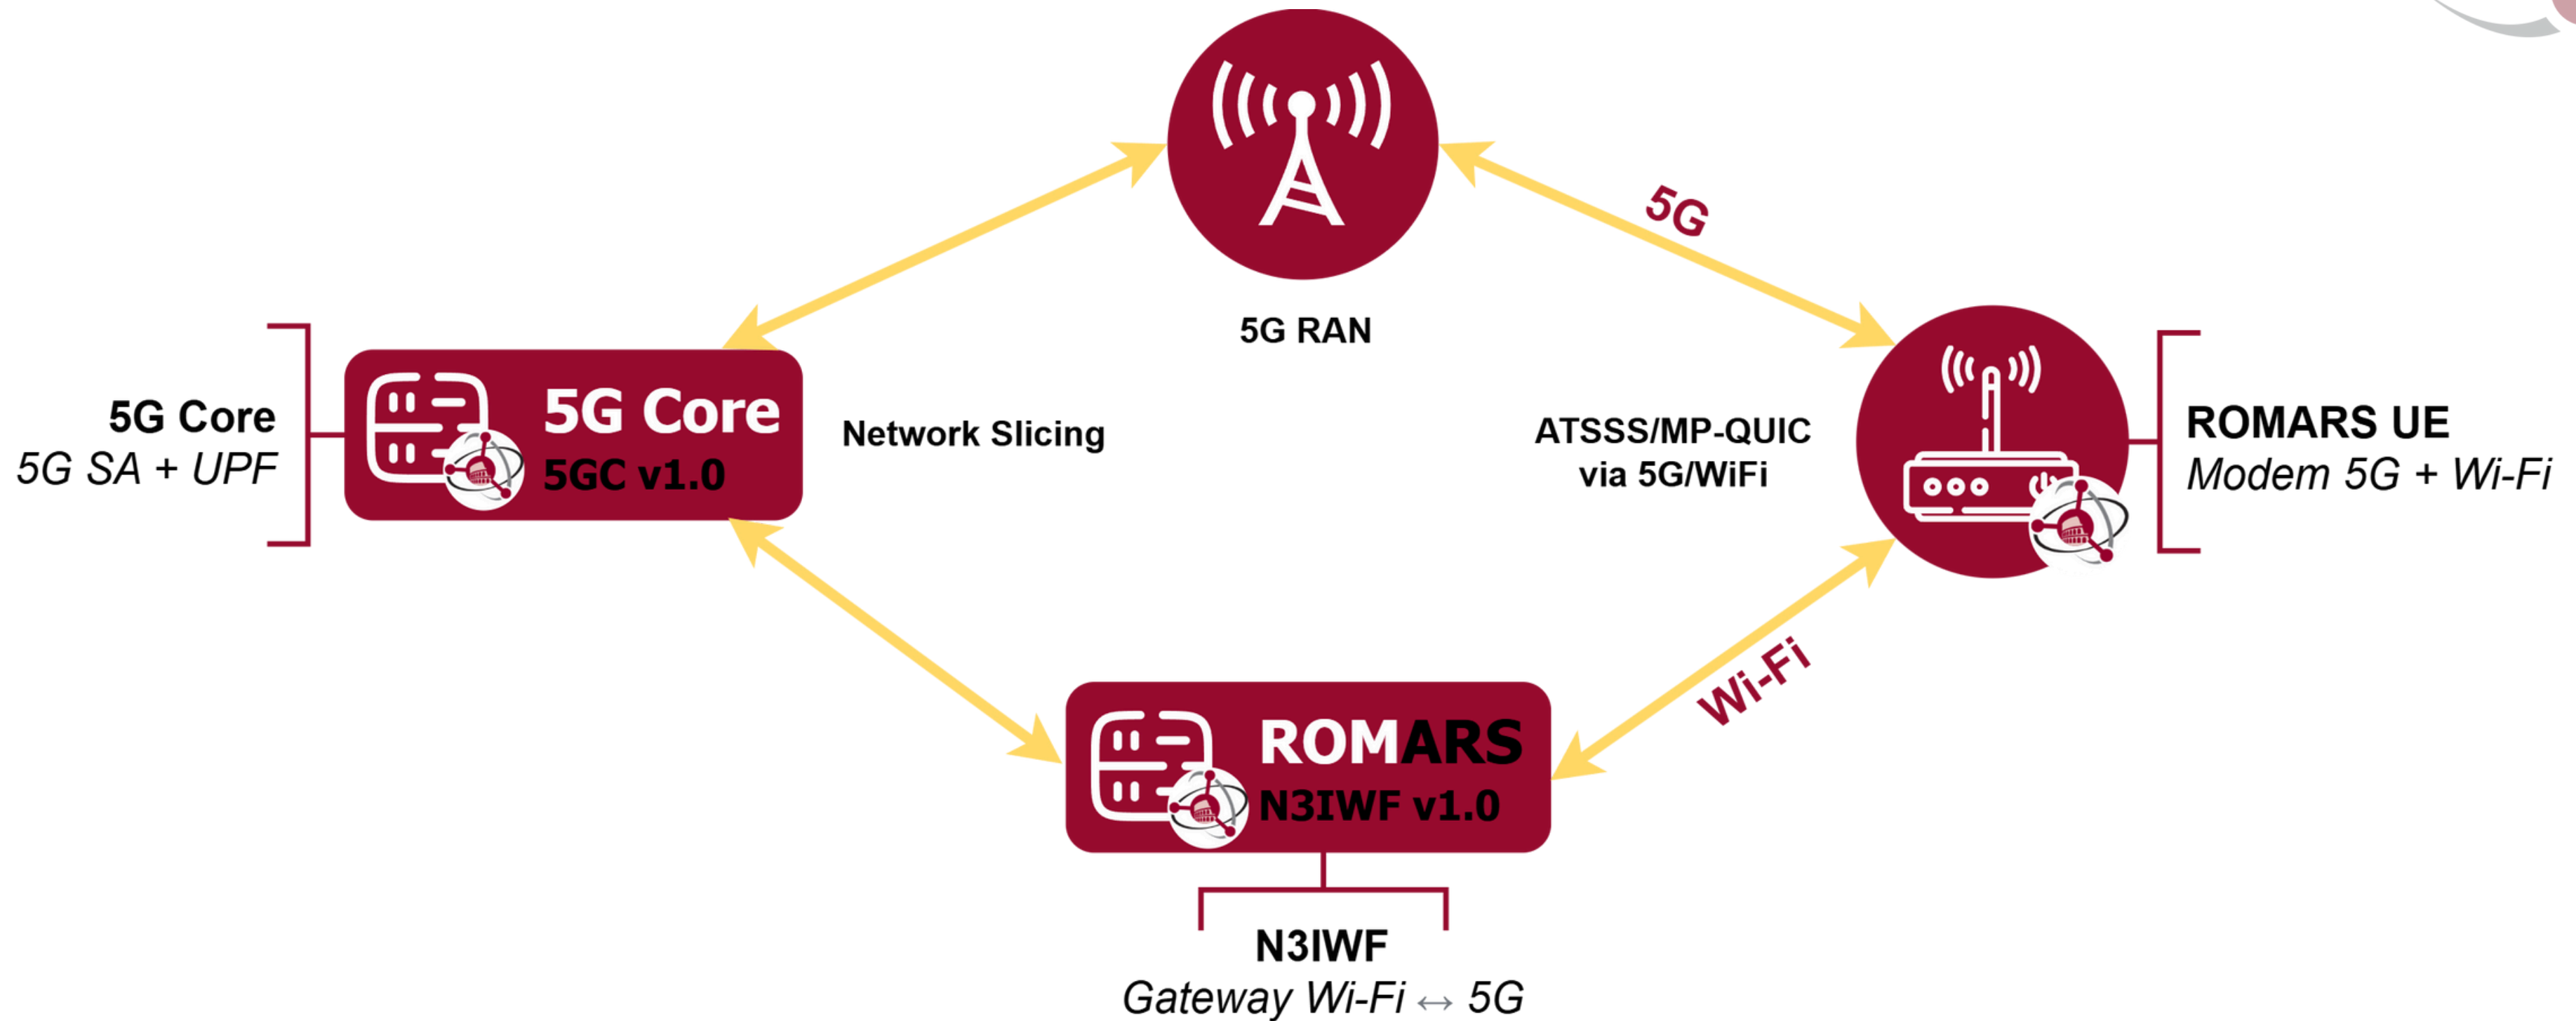 5G
5G RAN
5G Core
5G SA + UPF
5G Core
5GC v1.0
Network Slicing
ATSSS/MP-QUIC
via 5G/WiFi
ROMARS UE
Modem 5G + Wi-Fi
Wi-Fi
ROMARS
N3IWF v1.0
N3IWF
Gateway Wi-Fi ↔ 5G